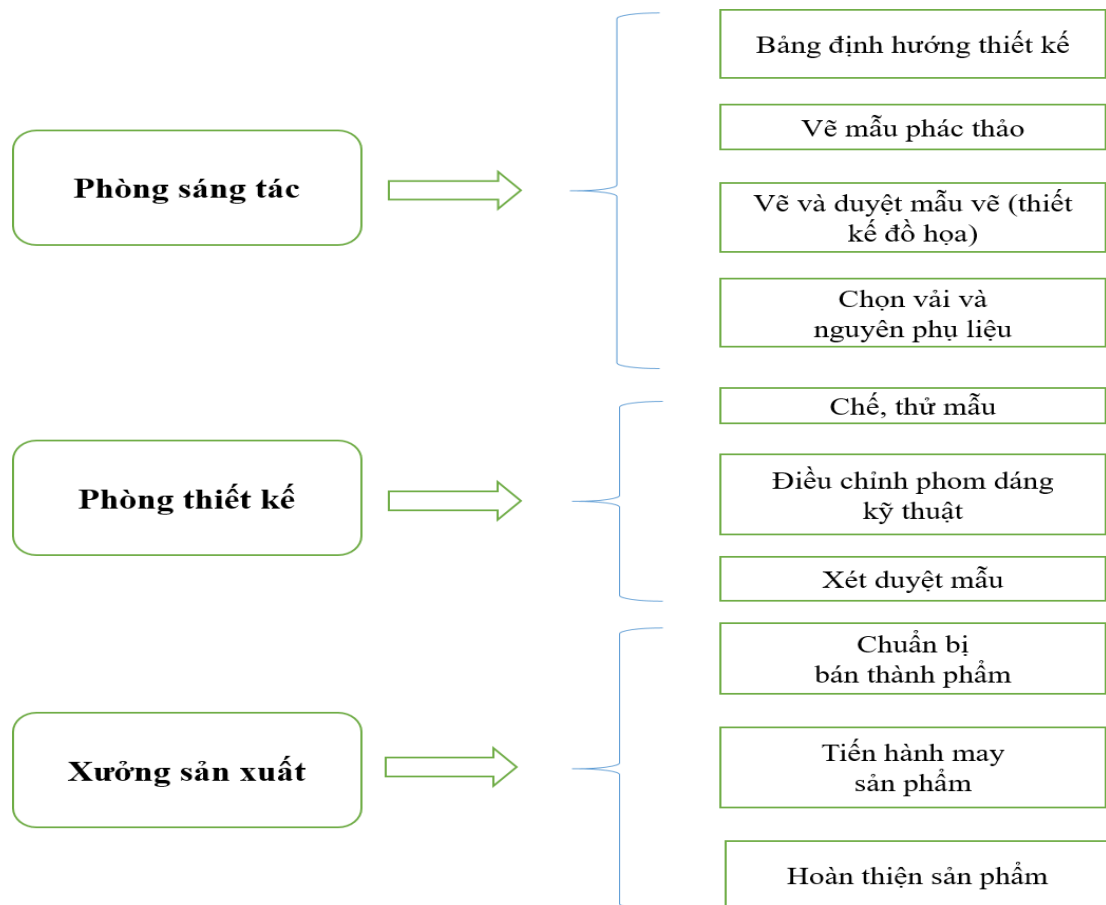 Phòng sáng tác
Bảng định hướng thiết kế
Vẽ mẫu phác thảo
Vẽ và duyệt mẫu vẽ (thiết
kế đồ họa)
Chọn vải và
nguyên phụ liệu
Phòng thiết kế
Chế, thử mẫu
Điều chỉnh phom dáng
kỹ thuật
Xét duyệt mẫu
Xưởng sản xuất
Chuẩn bị
bán thành phẩm
Tiến hành may
sản phẩm
Hoàn thiện sản phẩm